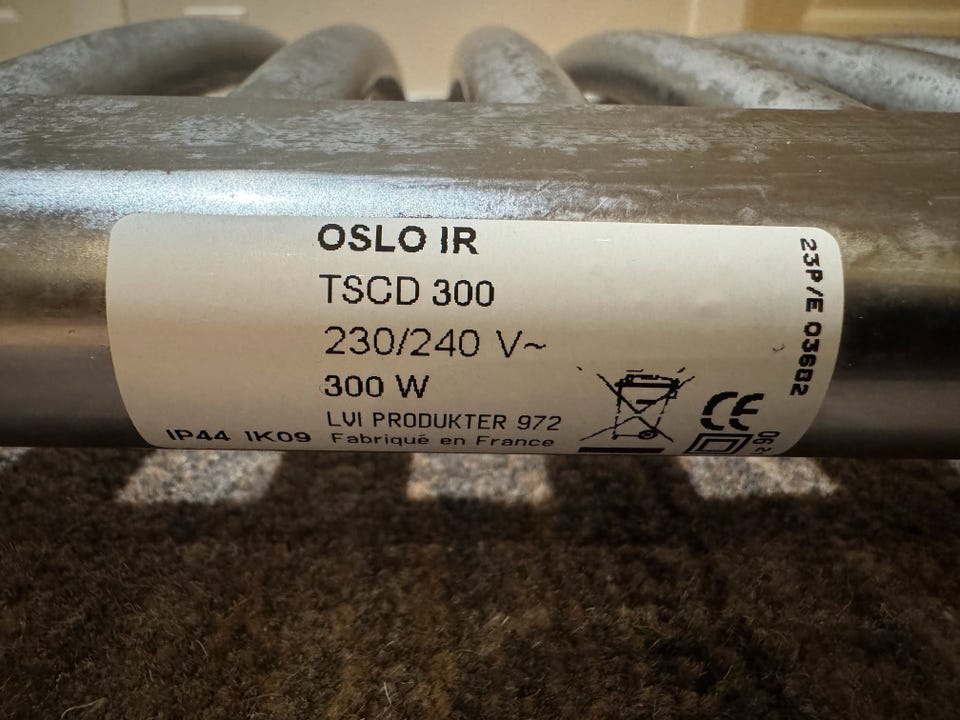 OSLO IR
TSCD 300
230/240 V~
300 W
LVI PRODUKTER 972
IP44 IK09 Fabriqué en France
CE
23P/E 03602